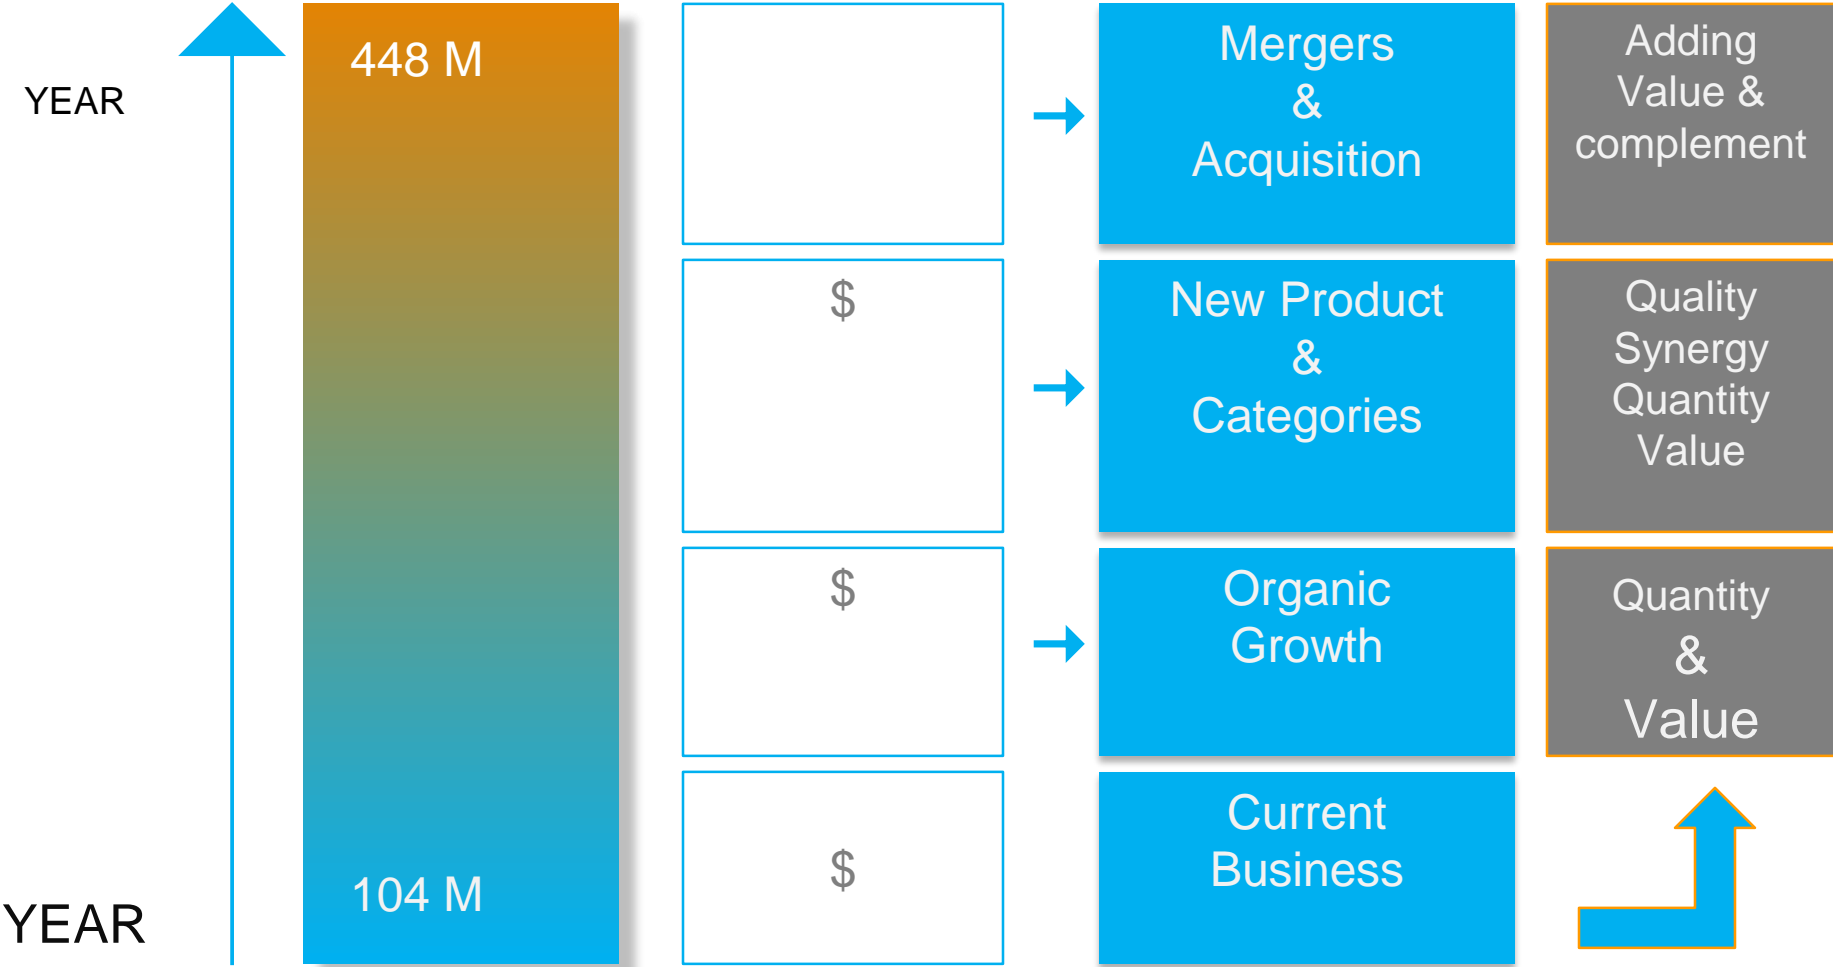 YEAR
448 M
Mergers
&
Acquisition
Adding
Value &
complement
$
New Product
&
Categories
Quality
Synergy
Quantity
Value
$
Organic
Growth
Quantity
&
Value
YEAR
104 M
$
Current
Business